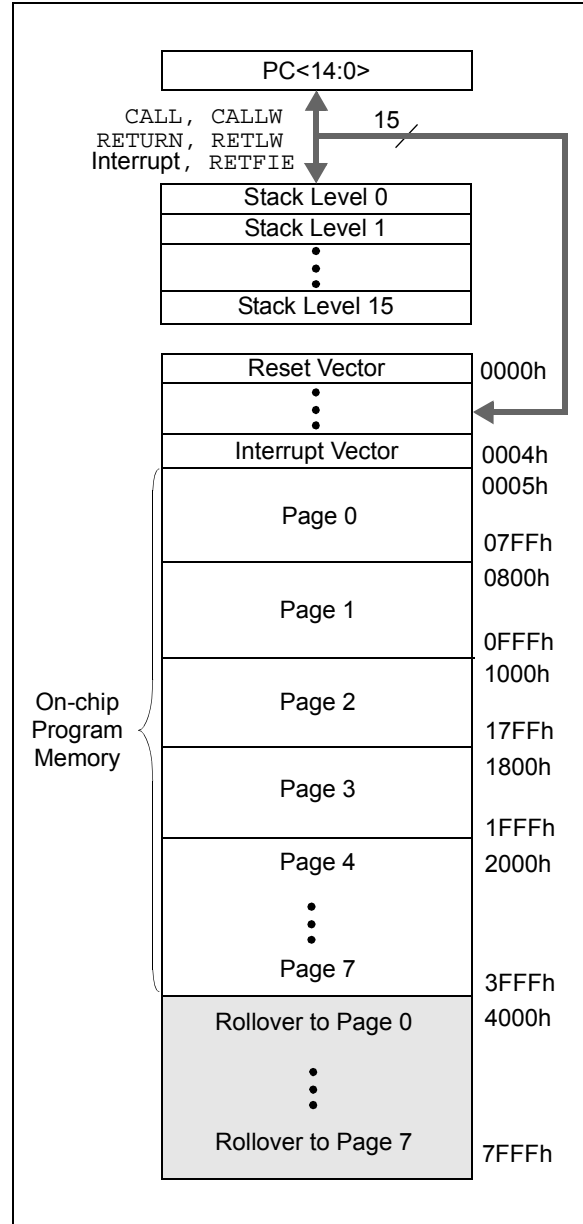 PC<14:0>
CALL, CALLW
RETURN, RETLW
Interrupt, RETFIE
15
Stack Level 0
Stack Level 1
Stack Level 15
Reset Vector
0000h
Interrupt Vector
0004h
0005h
Page 0
07FFh
0800h
Page 1
0FFFh
1000h
Page 2
17FFh
On-chip
Program
Memory
1800h
Page 3
1FFFh
Page 4
2000h
Page 7
3FFFh
Rollover to Page 0
4000h
Rollover to Page 7
7FFFh